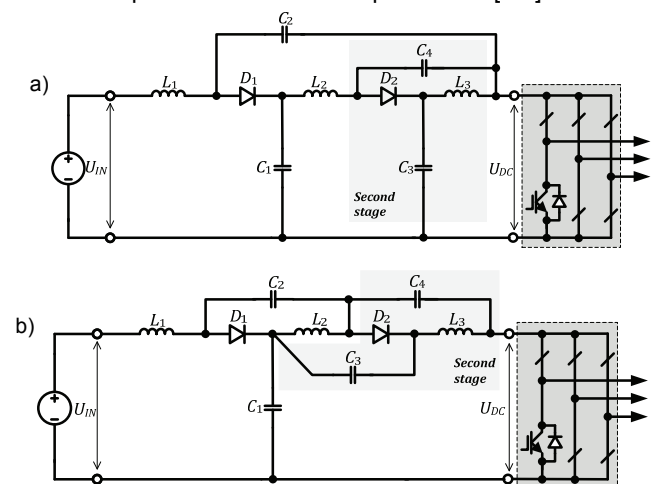 C2
C4
a)
L1
D1
L2
D2
L3
UIN
C1
C3
UDC
Second
stage
C2
C4
b)
L1
D1
L2
D2
L3
C3
Second
stage
UIN
C1
UDC